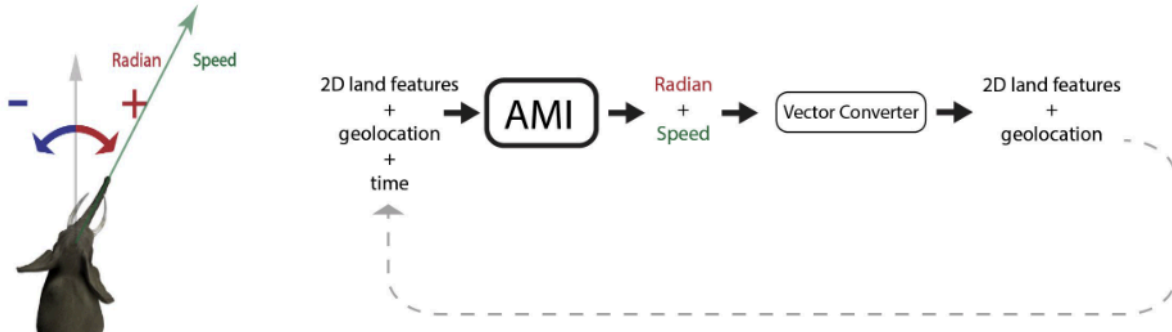 Radian
Speed
-
+
2D land features
+
geolocation
+
time
AMI
Radian
+
Speed
Vector Converter
2D land features
+
geolocation